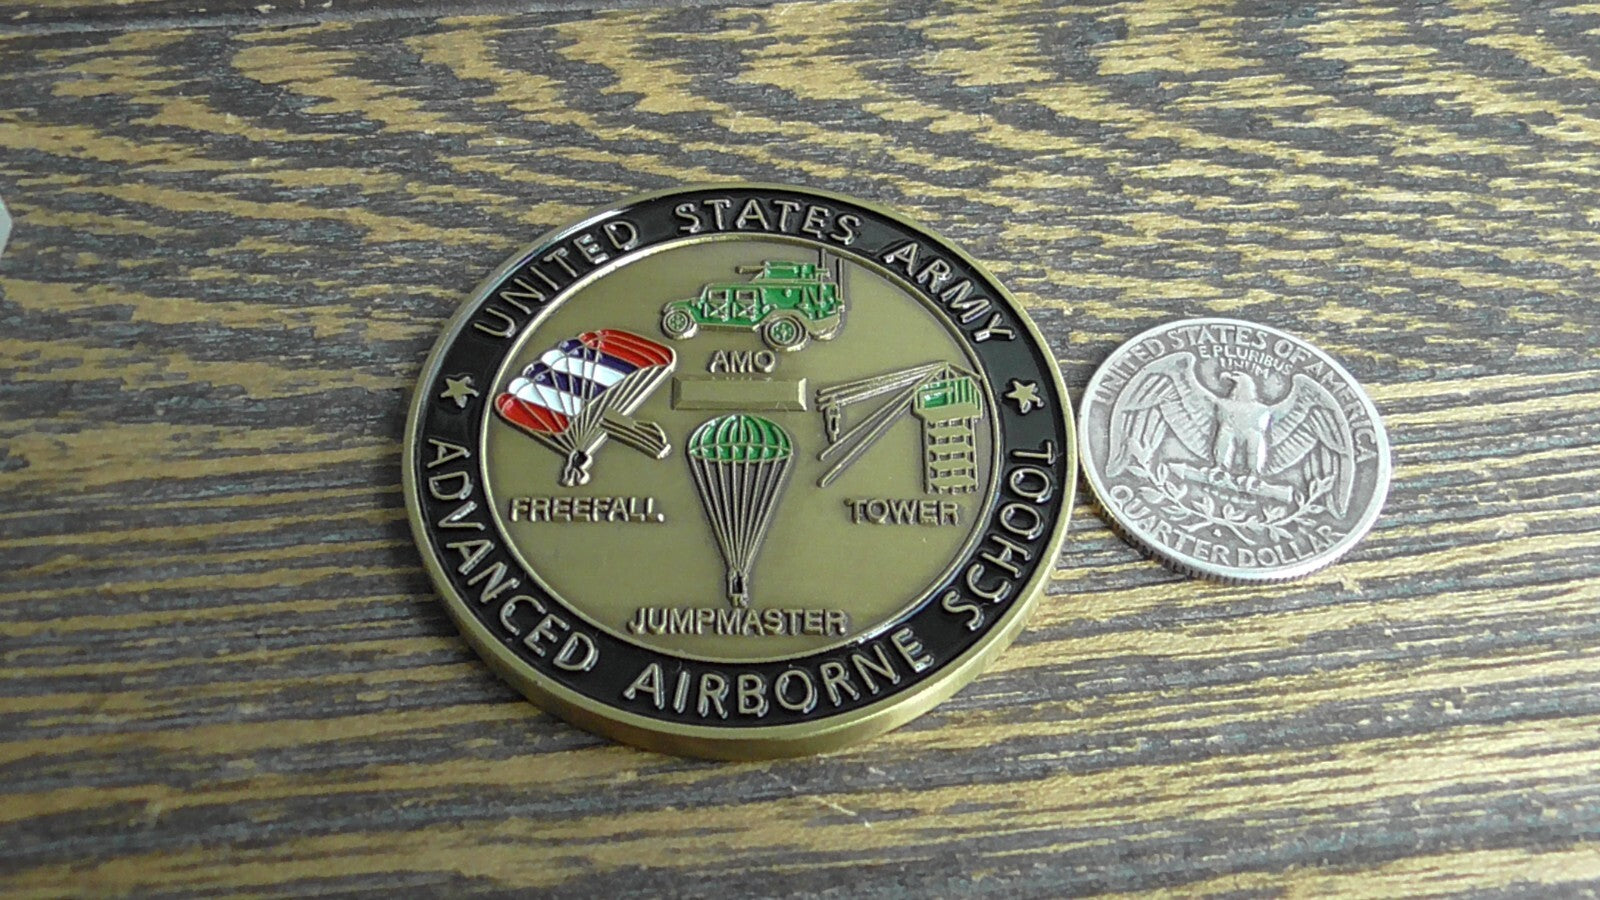 UNITED STATES ARMY
AMO
FREEFALL
TOWER
JUMPMASTER
ADVANCED AIRBORNE SCHOOL
UNITED STATES OF AMERICA
E PLURIBUS
UNUM
QUARTER DOLLAR